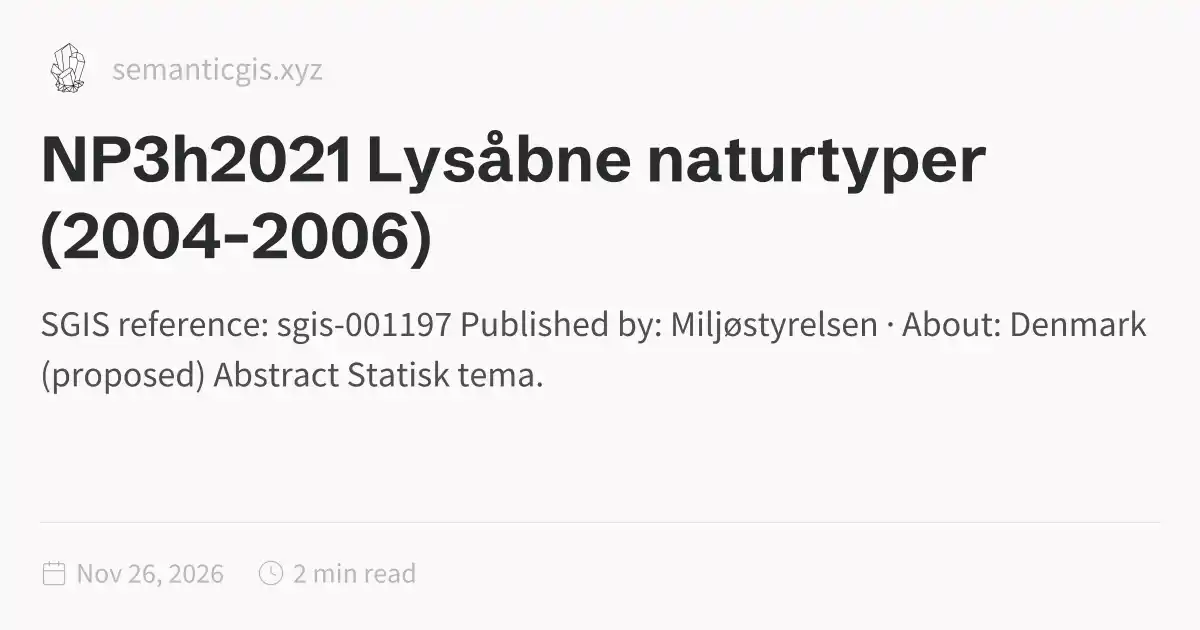 semanticgis.xyz
NP3h2021 Lysåbne naturtyper
(2004-2006)
SGIS reference: sgis-001197 Published by: Miljøstyrelsen · About: Denmark
(proposed) Abstract Statisk tema.
Nov 26, 2026 2 min read